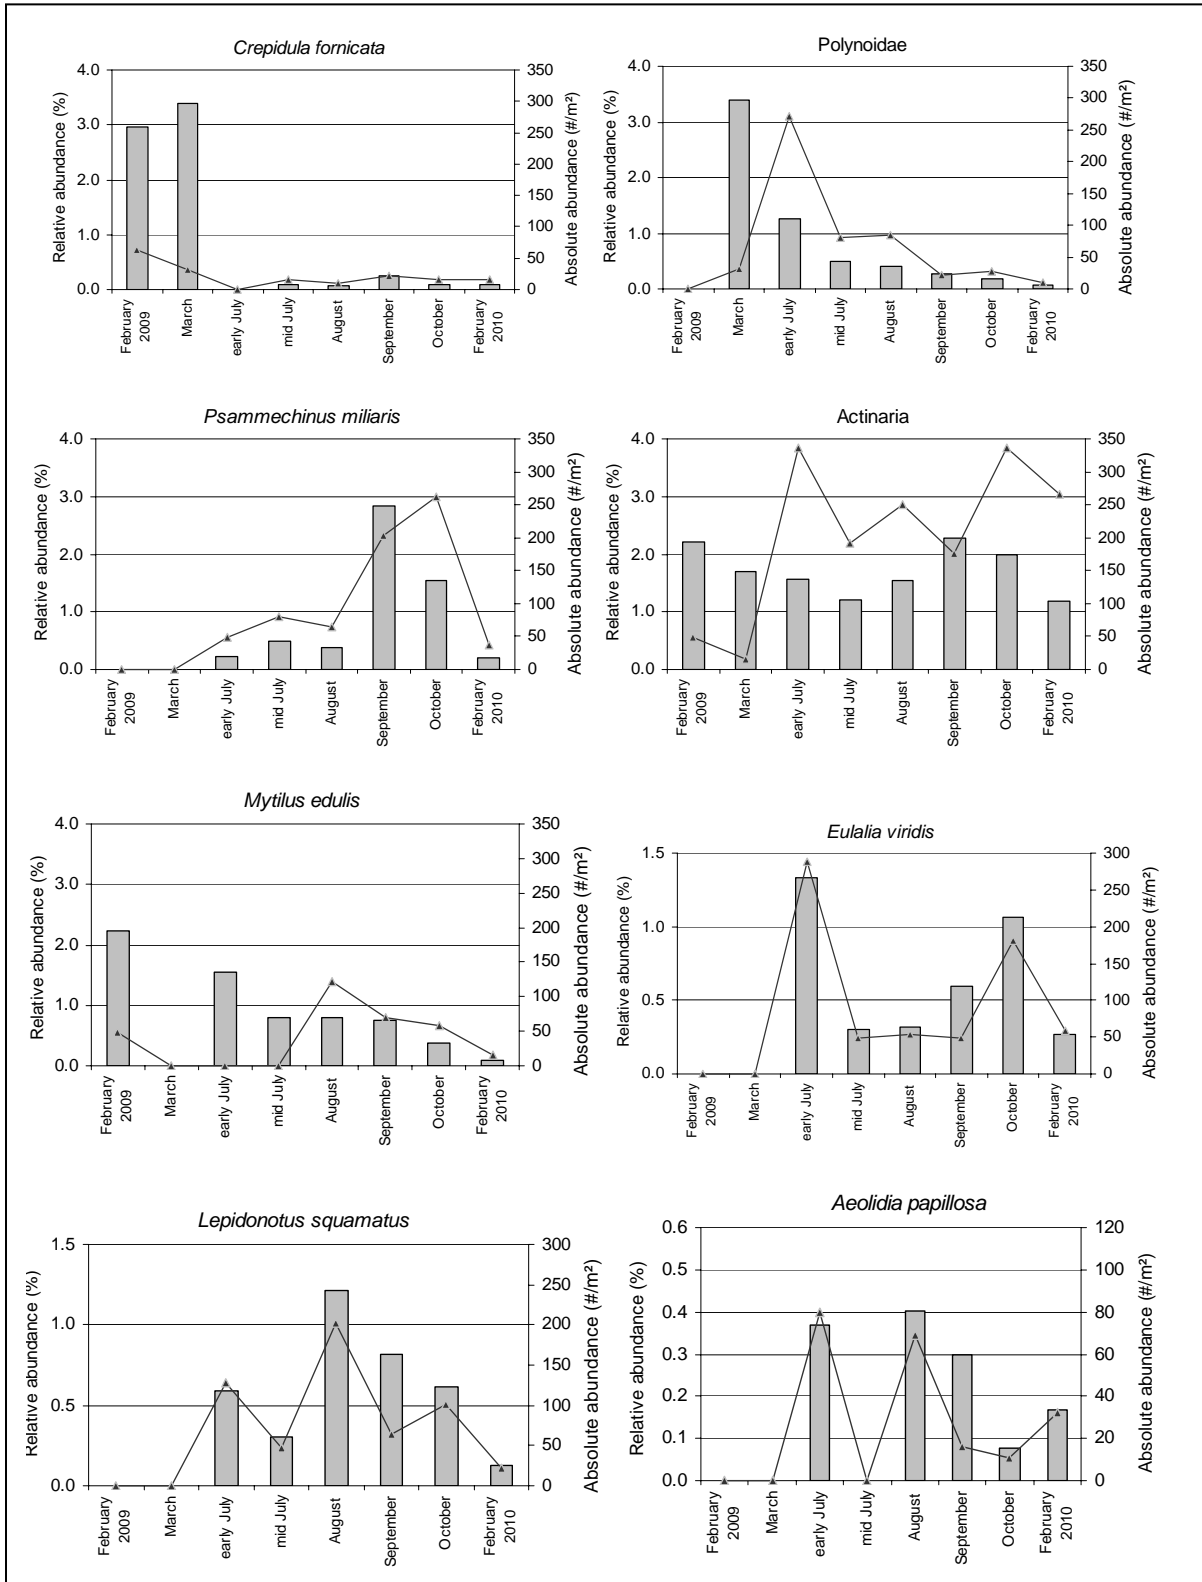 Crepidula fornicata
Relative abundance (%)
4.0
3.0
2.0
1.0
0.0
350
300
250
200
150
100
50
0
Absolute abundance (#/m²)
February
2009
March
early July
mid July
August
September
October
February
2010
Polynoidae
Relative abundance (%)
4.0
3.0
2.0
1.0
0.0
350
300
250
200
150
100
50
0
Absolute abundance (#/m²)
February
2009
March
early July
mid July
August
September
October
February
2010
Psammechinus miliaris
Relative abundance (%)
4.0
3.0
2.0
1.0
0.0
350
300
250
200
150
100
50
0
Absolute abundance (#/m²)
February
2009
March
early July
mid July
August
September
October
February
2010
Actinaria
Relative abundance (%)
4.0
3.0
2.0
1.0
0.0
350
300
250
200
150
100
50
0
Absolute abundance (#/m²)
February
2009
March
early July
mid July
August
September
October
February
2010
Mytilus edulis
Relative abundance (%)
4.0
3.0
2.0
1.0
0.0
350
300
250
200
150
100
50
0
Absolute abundance (#/m²)
February
2009
March
early July
mid July
August
September
October
February
2010
Eulalia viridis
Relative abundance (%)
1.5
1.0
0.5
0.0
300
250
200
150
100
50
0
Absolute abundance (#/m²)
February
2009
March
early July
mid July
August
September
October
February
2010
Lepidonotus squamatus
Relative abundance (%)
1.5
1.0
0.5
0.0
300
250
200
150
100
50
0
Absolute abundance (#/m²)
February
2009
March
early July
mid July
August
September
October
February
2010
Aeolidia papillosa
Relative abundance (%)
0.6
0.5
0.4
0.3
0.2
0.1
0.0
120
100
80
60
40
20
0
Absolute abundance (#/m²)
February
2009
March
early July
mid July
August
September
October
February
2010